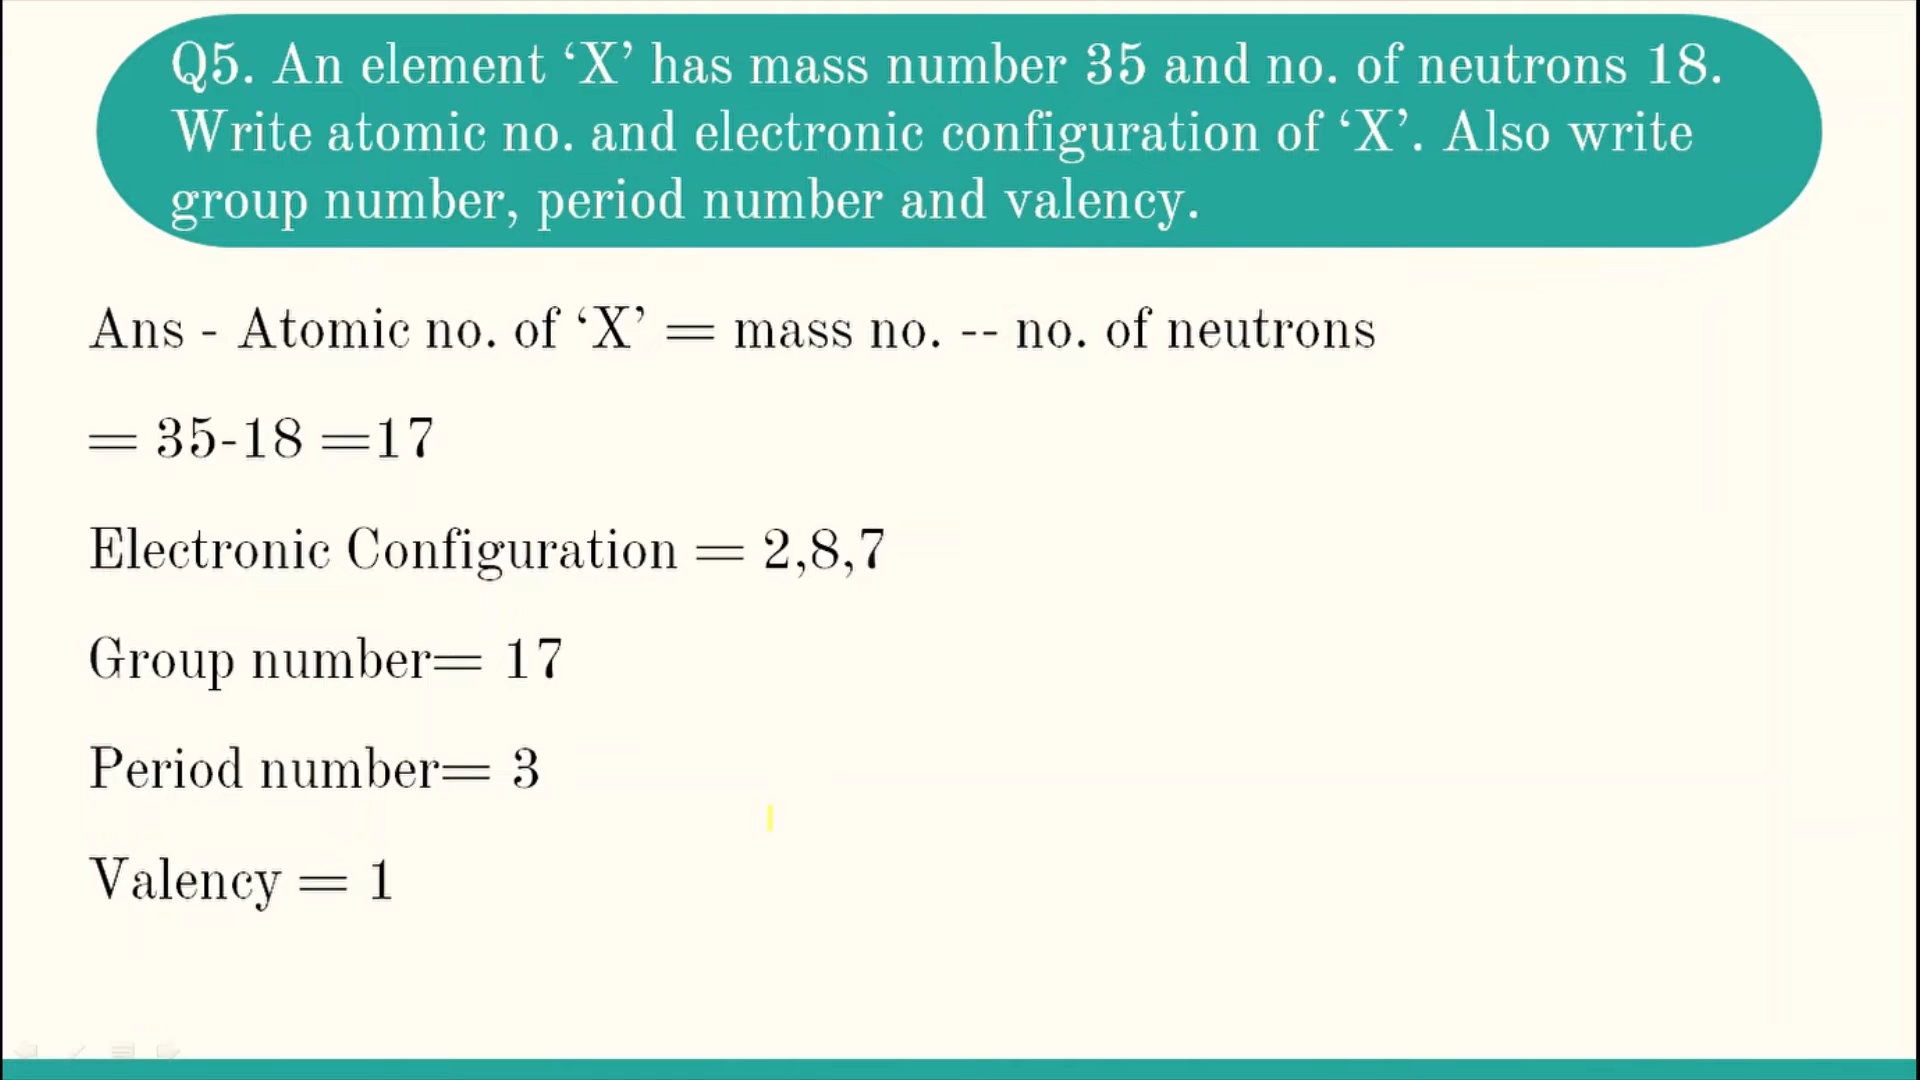 Q5. An element ‘X’ has mass number 35 and no. of neutrons 18.
Write atomic no. and electronic configuration of ‘X’. Also write
group number, period number and valency.
Ans - Atomic no. of ‘X’ = mass no. -- no. of neutrons
= 35-18 =17
Electronic Configuration = 2,8,7
Group number= 17
Period number= 3
Valency = 1